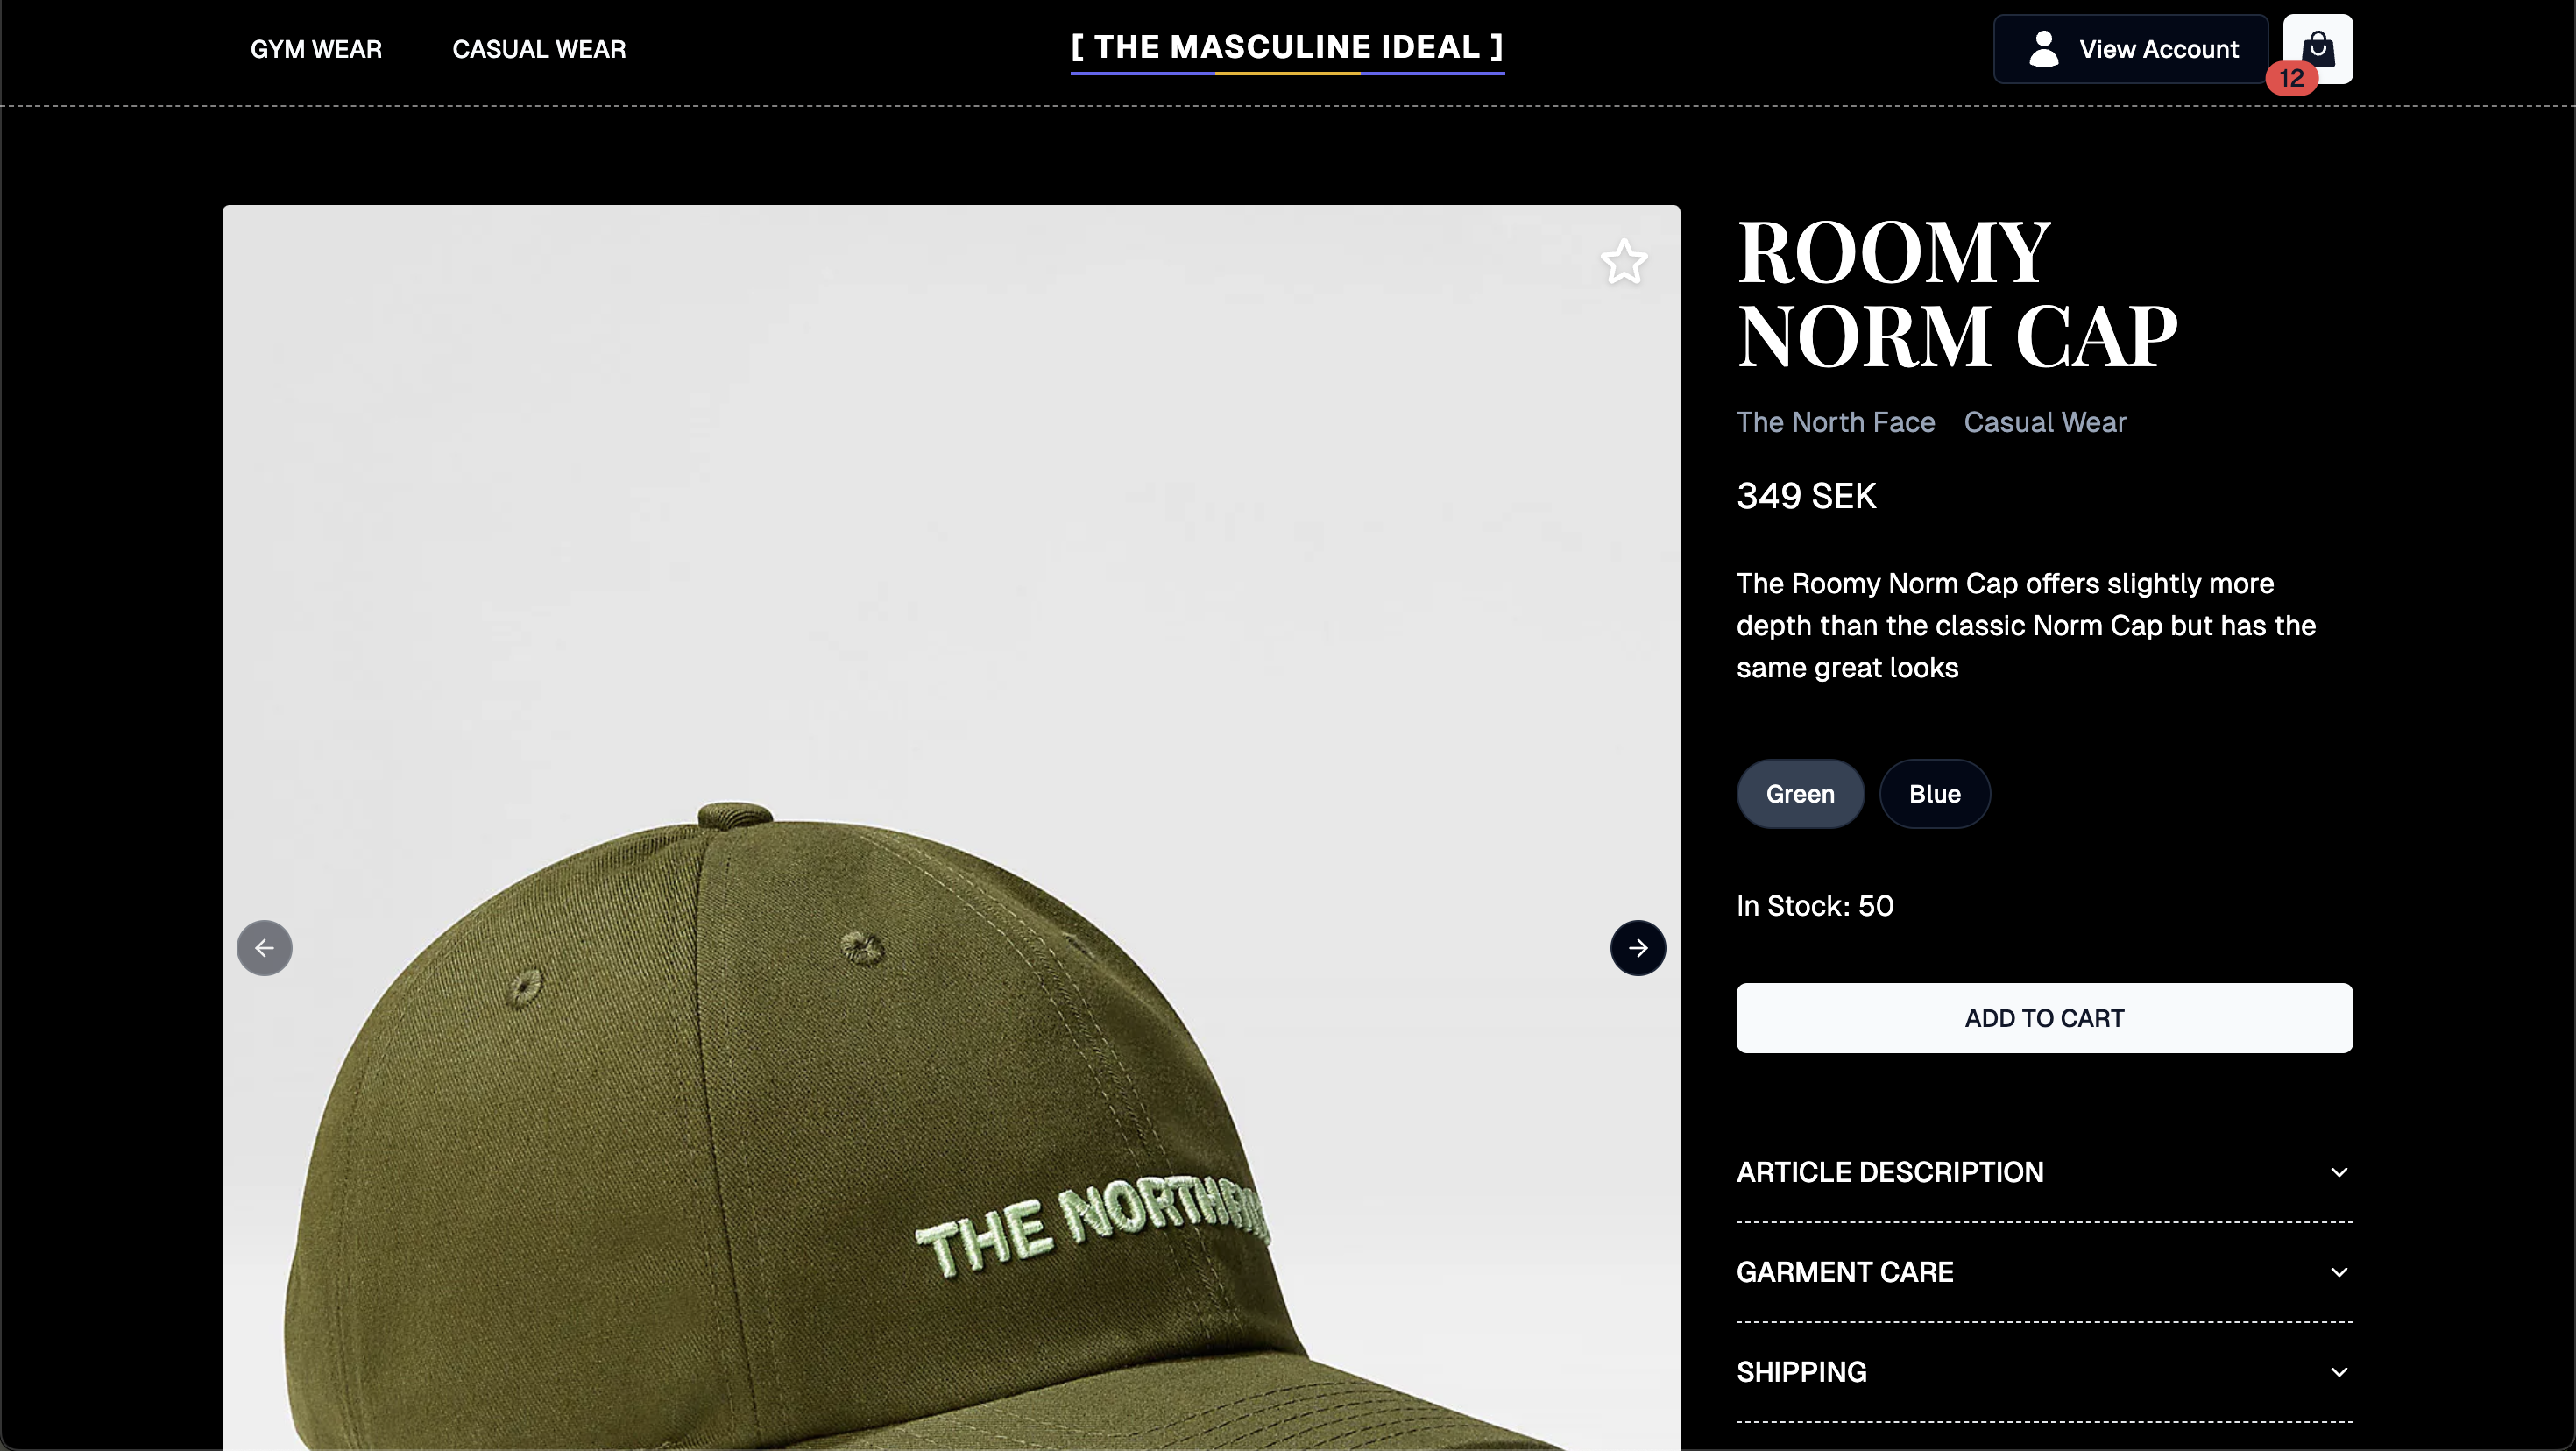 GYM WEAR
CASUAL WEAR
[ THE MASCULINE IDEAL ]
View Account
12
ROOMY
NORM CAP
The North Face
Casual Wear
349 SEK
The Roomy Norm Cap offers slightly more
depth than the classic Norm Cap but has the
same great looks
Green
Blue
In Stock: 50
ADD TO CART
THE NORTH
ARTICLE DESCRIPTION
GARMENT CARE
SHIPPING